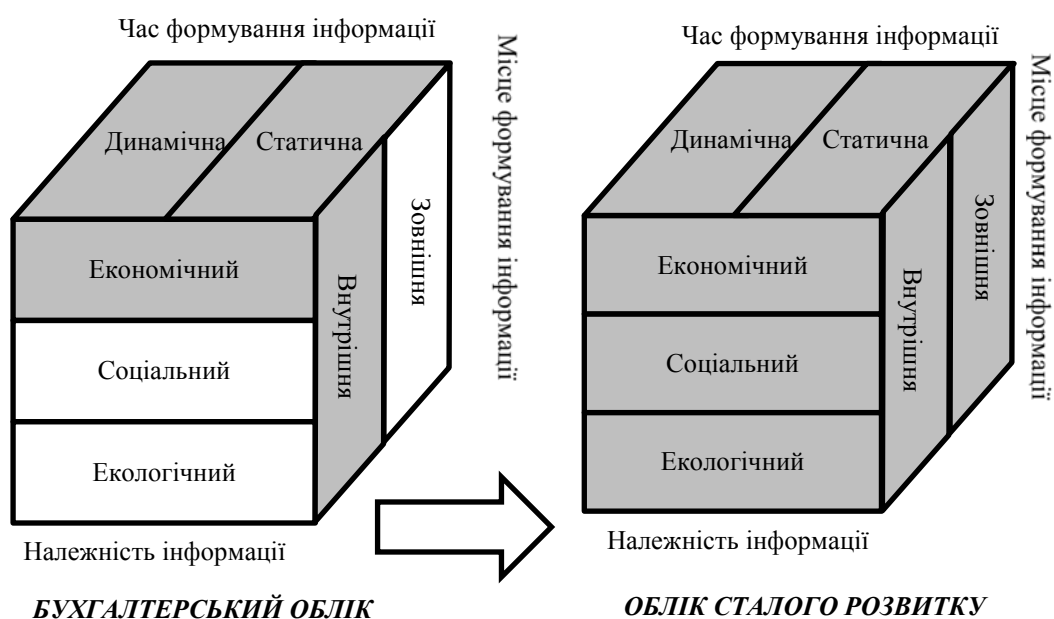 Час формування інформації
Динамічна
Статична
Місце формування інформації
Економічний
Соціальний
Екологічний
Внутрішня
Зовнішня
Належність інформації
БУХГАЛТЕРСЬКИЙ ОБЛІК
Час формування інформації
Динамічна
Статична
Місце формування інформації
Економічний
Соціальний
Екологічний
Внутрішня
Зовнішня
Належність інформації
ОБЛІК СТАЛОГО РОЗВИТКУ